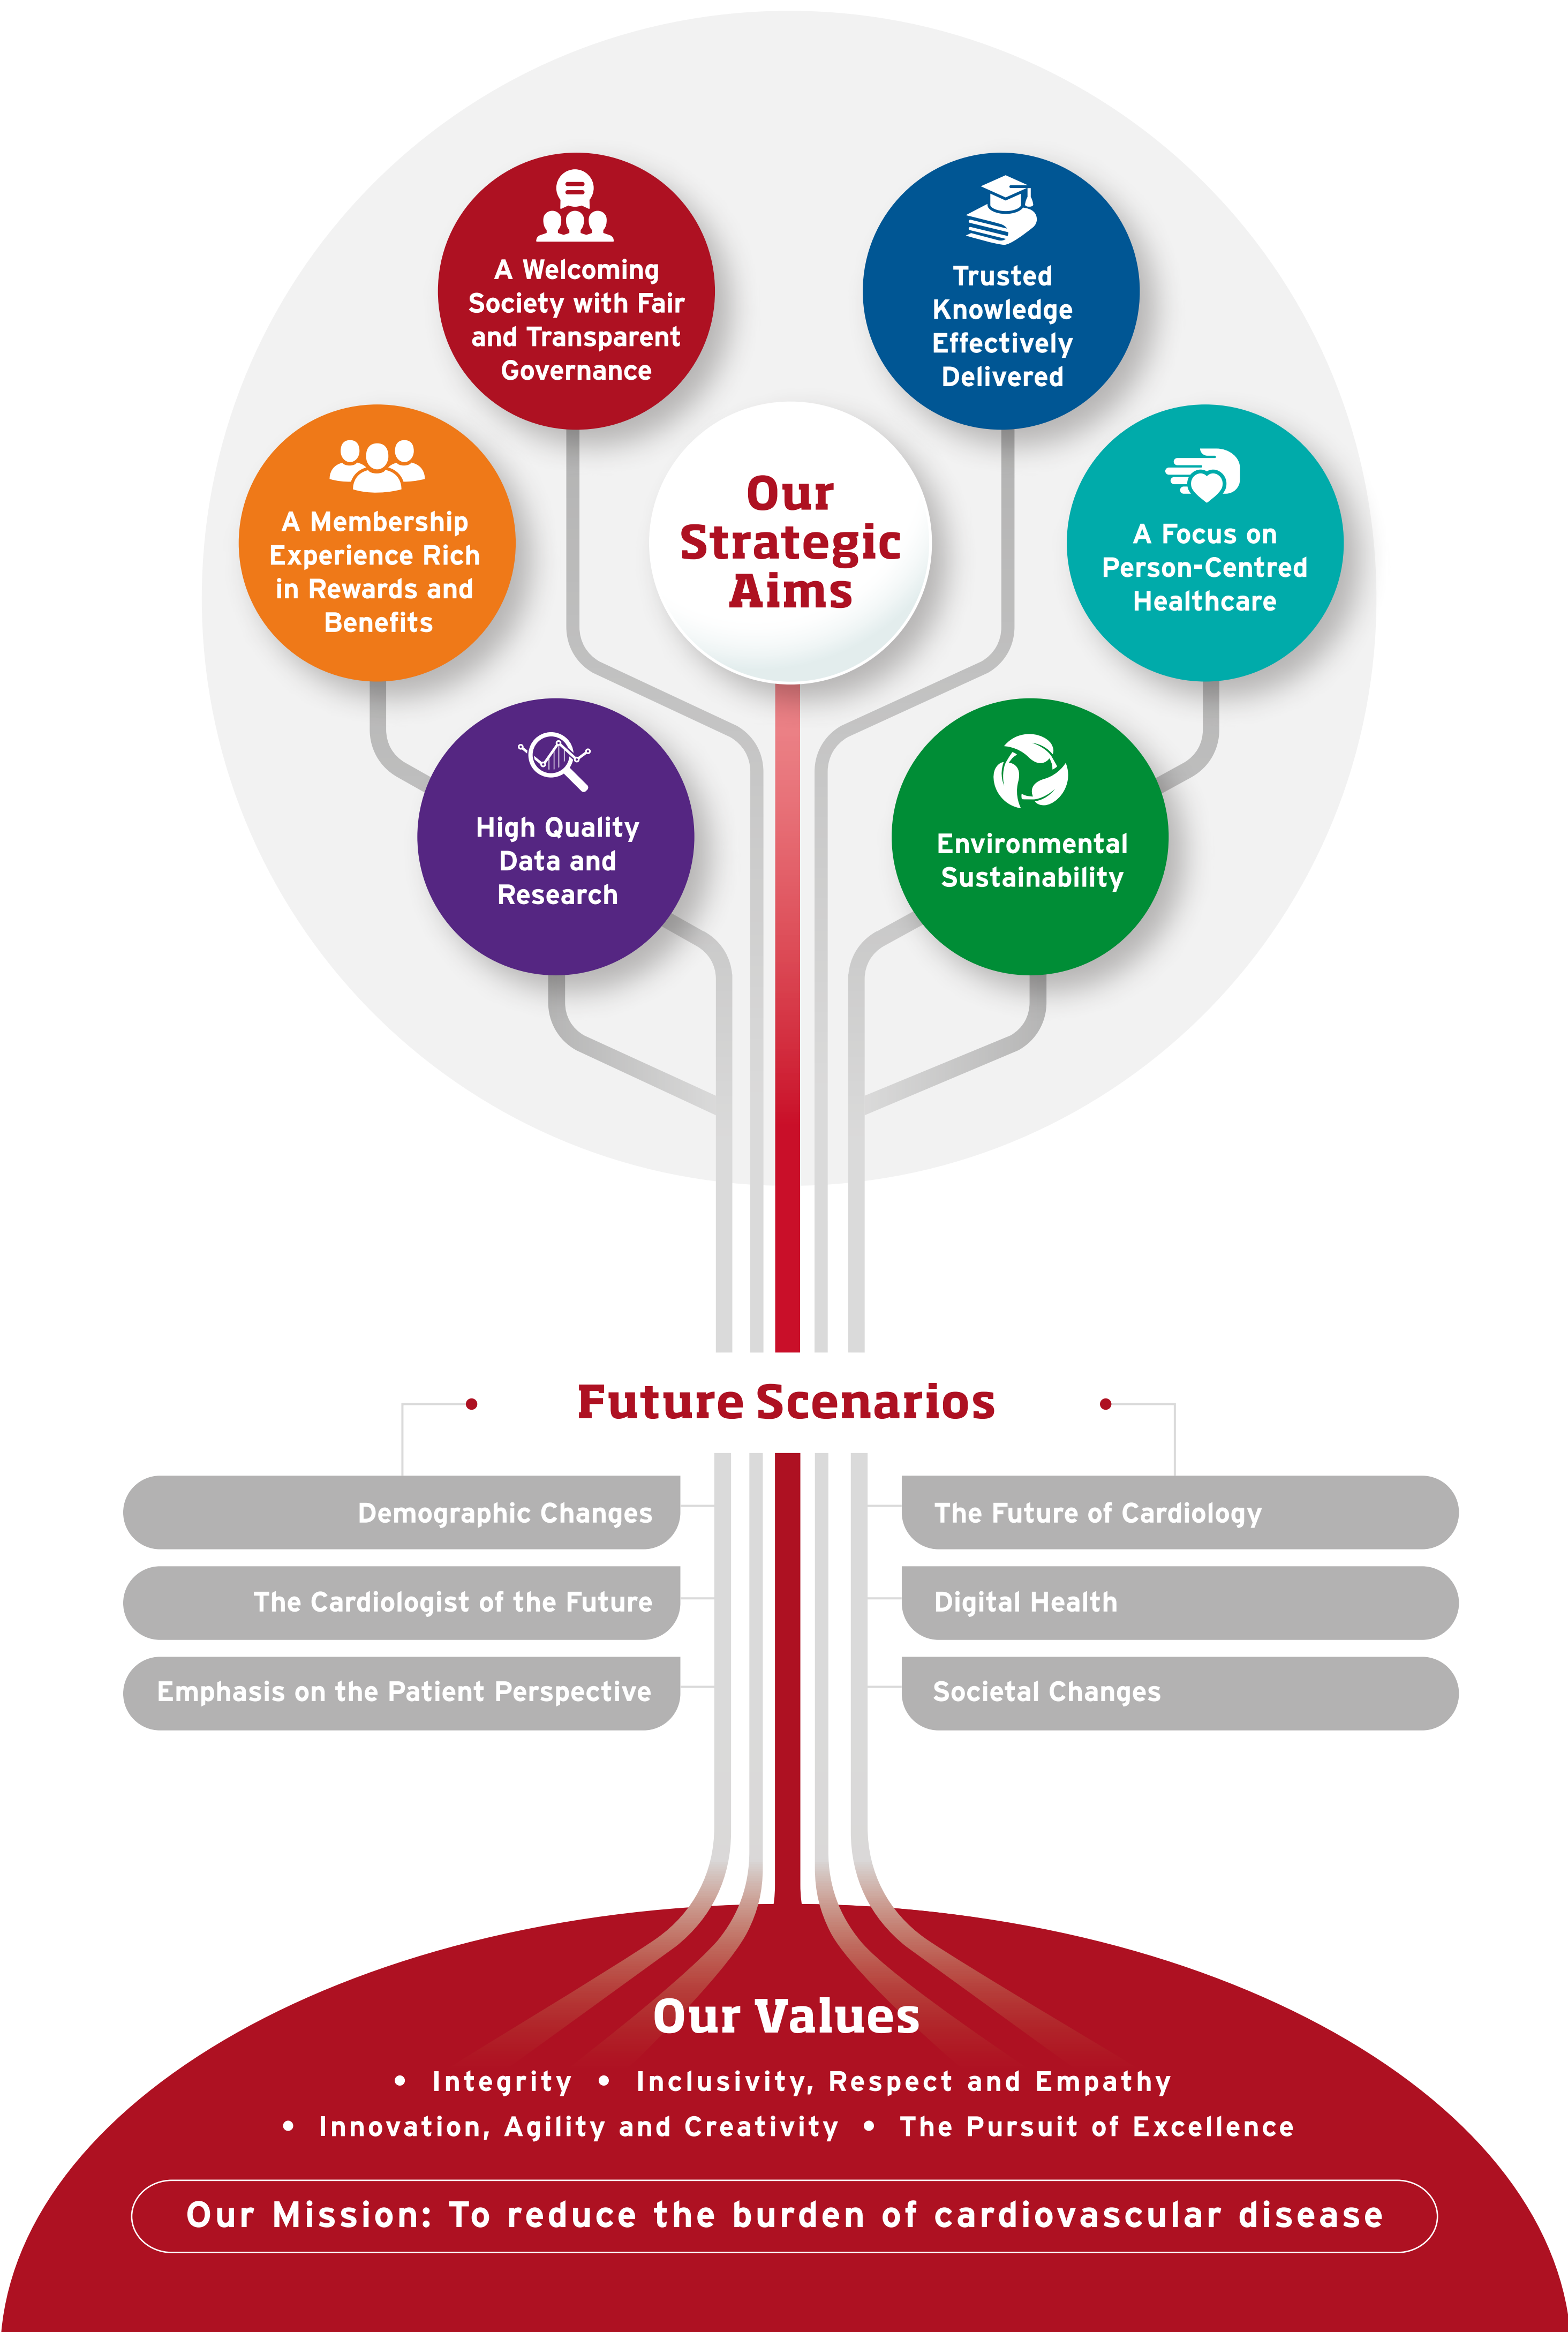 A Welcoming
Society with Fair
and Transparent
Governance
Trusted
Knowledge
Effectively
Delivered
A Membership
Experience Rich
in Rewards and
Benefits
Our
Strategic
Aims
A Focus on
Person-Centred
Healthcare
High Quality
Data and
Research
Environmental
Sustainability
Future Scenarios
Demographic Changes
The Cardiologist of the Future
Emphasis on the Patient Perspective
The Future of Cardiology
Digital Health
Societal Changes
Our Values
• Integrity • Inclusivity, Respect and Empathy
• Innovation, Agility and Creativity • The Pursuit of Excellence
Our Mission: To reduce the burden of cardiovascular disease